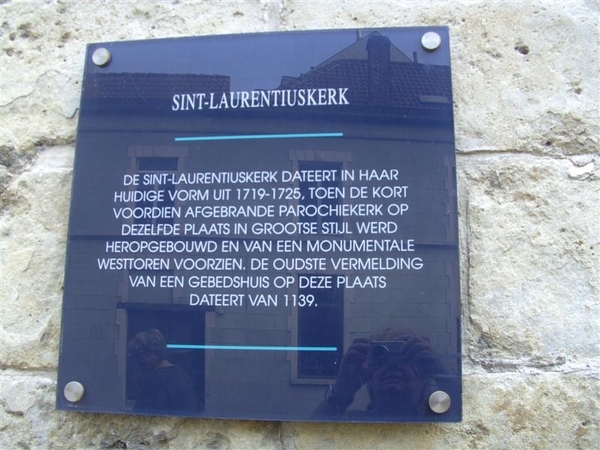 SINT-LAURENTIUSKERK
DE SINT-LAURENTIUSKERK DATEERT IN HAAR
HUIDIGE VORM UIT 1719-1725, TOEN DE KORT
VOORDIEN AFGEBRANDE PAROCHIEKERK OP
DEZELFDE PLAATS IN GROOTSE STIJL WERD
HEROPGEBOUWD EN VAN EEN MONUMENTALE
WESTTOREN VOORZIEN. DE OUDSTE VERMELDING
VAN EEN GEBEDSHUIS OP DEZE PLAATS
DATEERT VAN 1139.